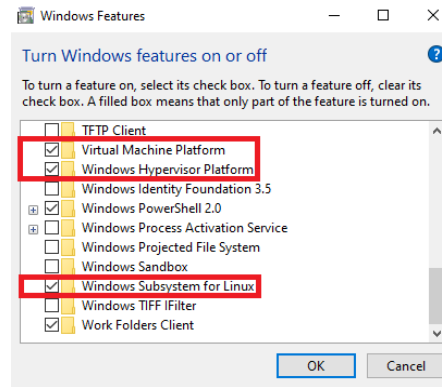 Windows Features
Turn Windows features on or off
To turn a feature on, select its check box. To turn a feature off, clear its
check box. A filled box means that only part of the feature is turned on.
TFTP Client
Virtual Machine Platform
Windows Hypervisor Platform
Windows Identity Foundation 3.5
Windows PowerShell 2.0
Windows Process Activation Service
Windows Projected File System
Windows Sandbox
Windows Subsystem for Linux
Windows TIFF IFilter
Work Folders Client
OK Cancel